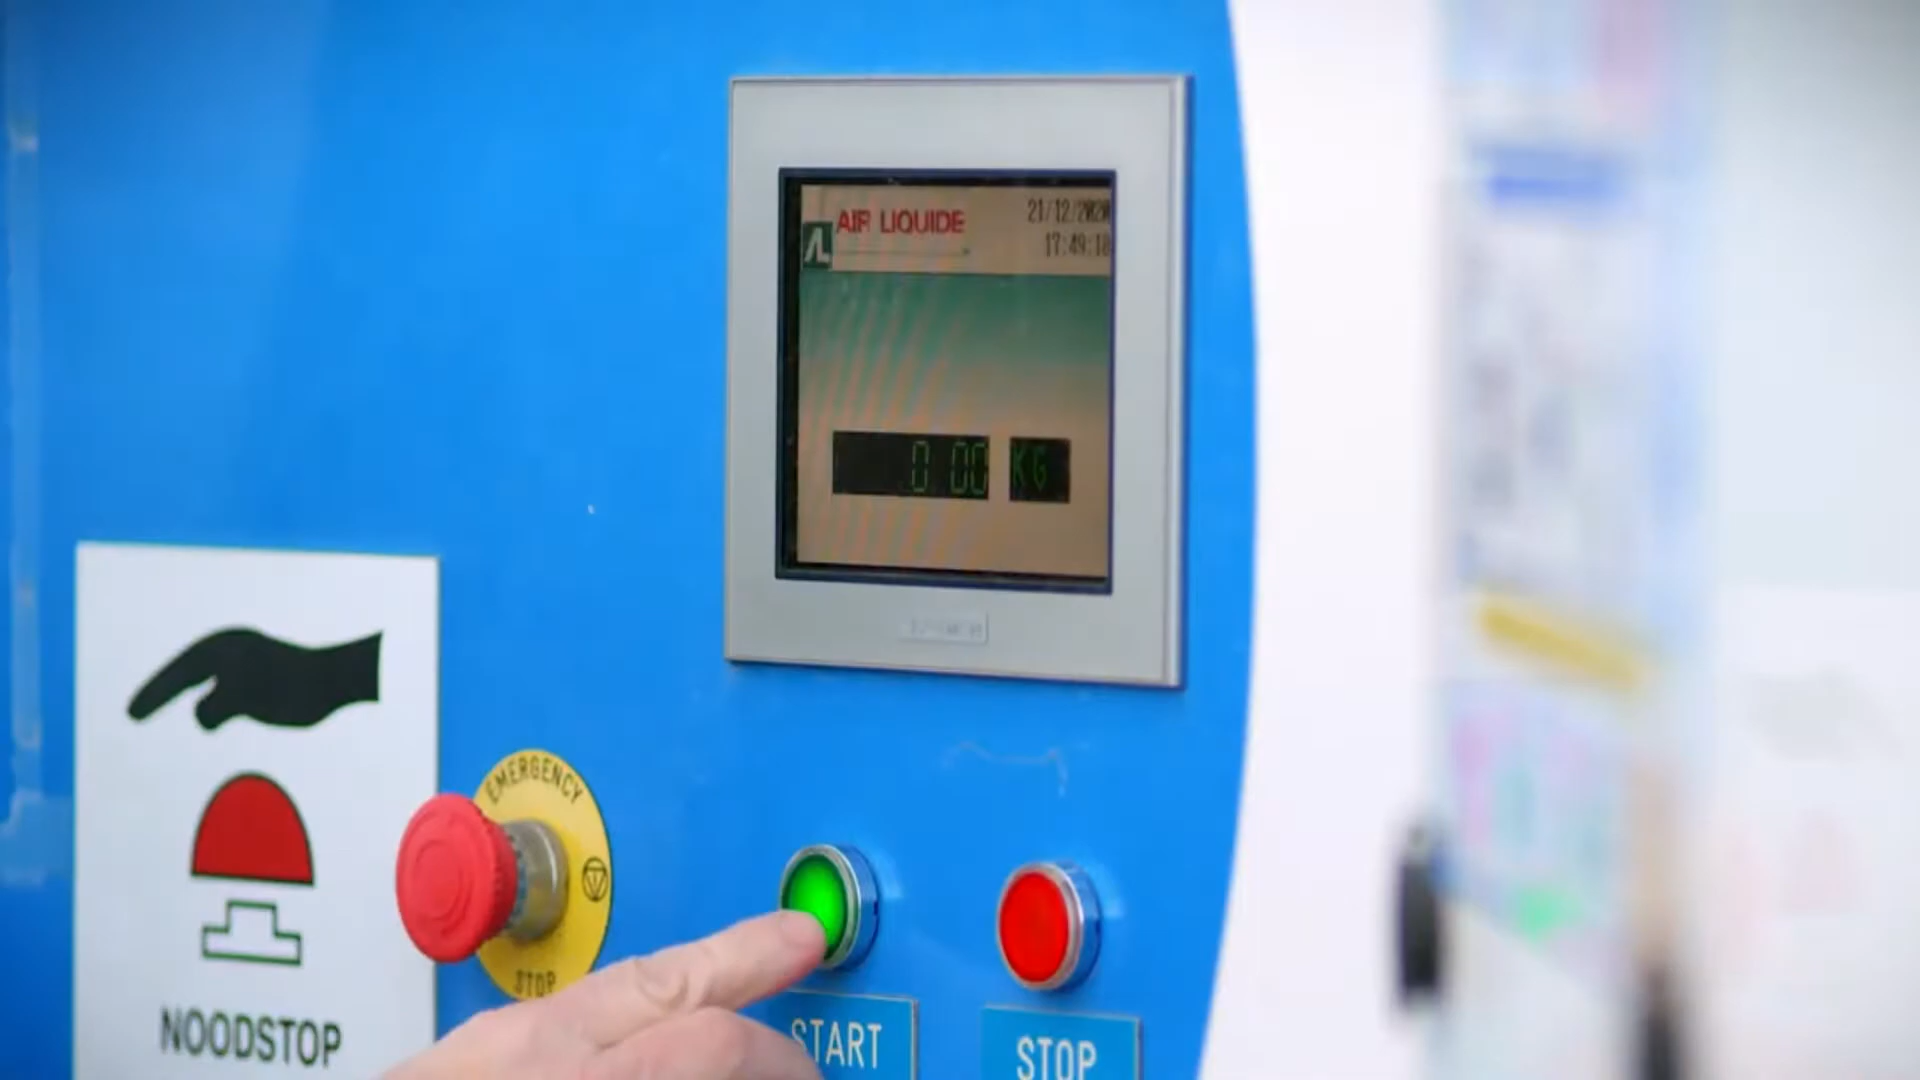 AIR LIQUIDE
21/12/2020
17:49:18
0.00 KG
EMERGENCY
STOP
NOODSTOP
START
STOP